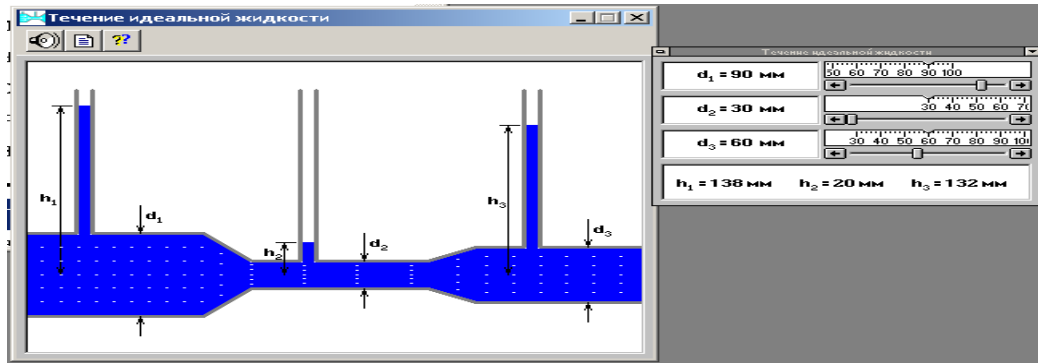 Течение идеальной жидкости
??
h₁
d₁
h₂
d₂
h₃
d₃
Течение идеальной жидкости
d₁ = 90 мм
50 60 70 80 90 100
d₂ = 30 мм
30 40 50 60 70
d₃ = 60 мм
30 40 50 60 70 80 90 100
h₁ = 138 мм h₂ = 20 мм h₃ = 132 мм